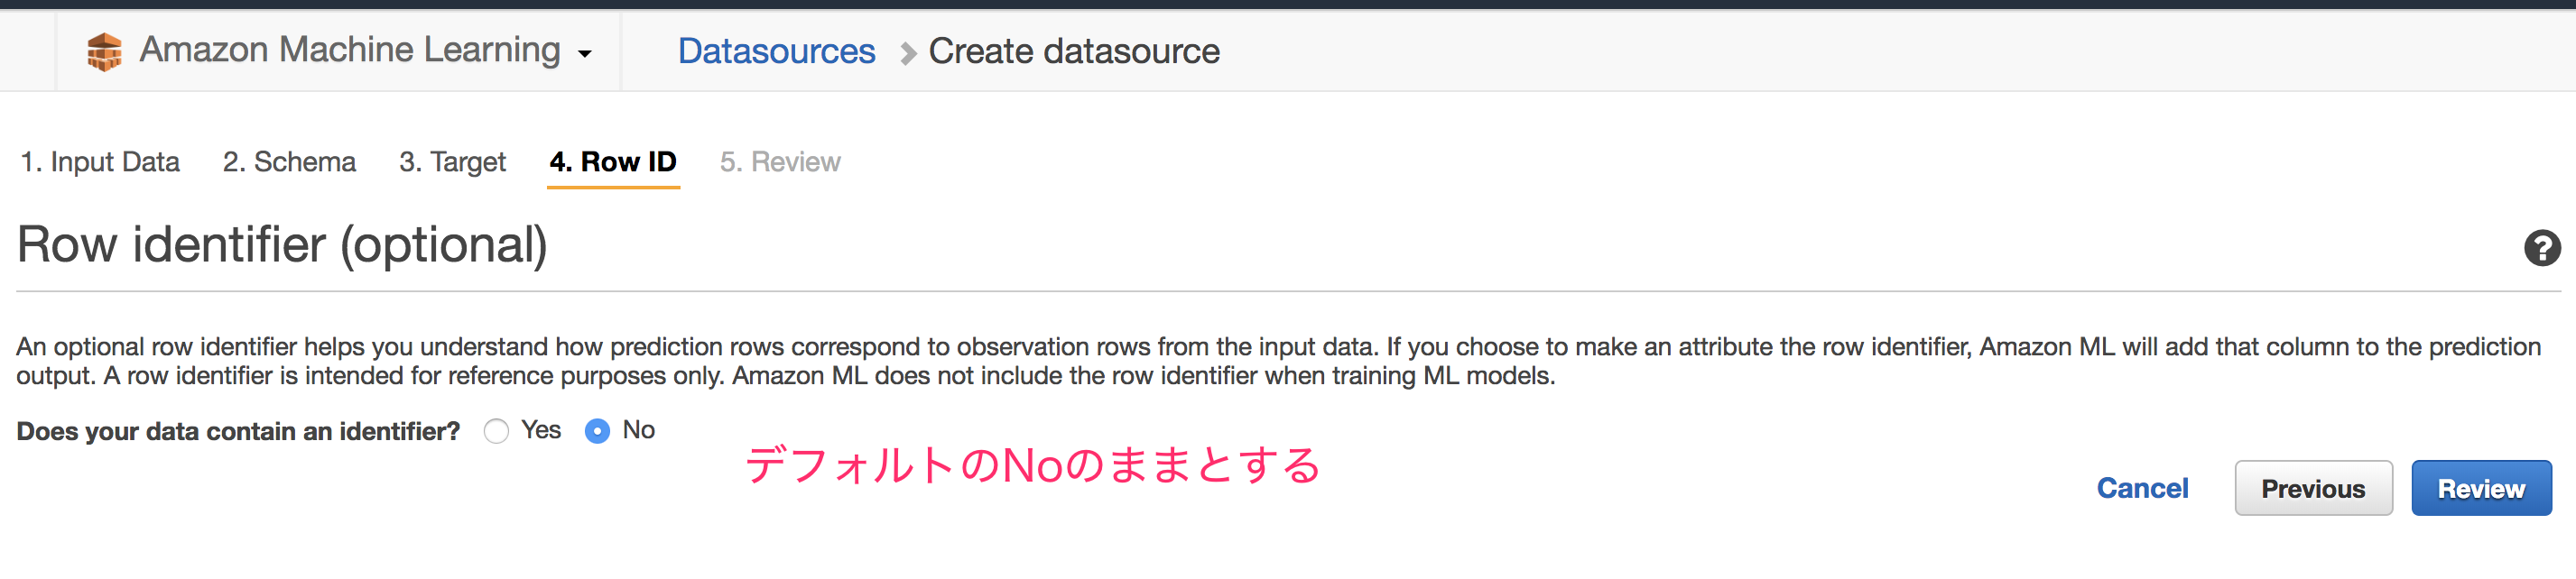 Amazon Machine Learning
Datasources Create datasource
1. Input Data 2. Schema 3. Target 4. Row ID 5. Review
Row identifier (optional)
?
An optional row identifier helps you understand how prediction rows correspond to observation rows from the input data. If you choose to make an attribute the row identifier, Amazon ML will add that column to the prediction
output. A row identifier is intended for reference purposes only. Amazon ML does not include the row identifier when training ML models.
Does your data contain an identifier? Yes No
デフォルトのNoのままとする
Cancel Previous Review